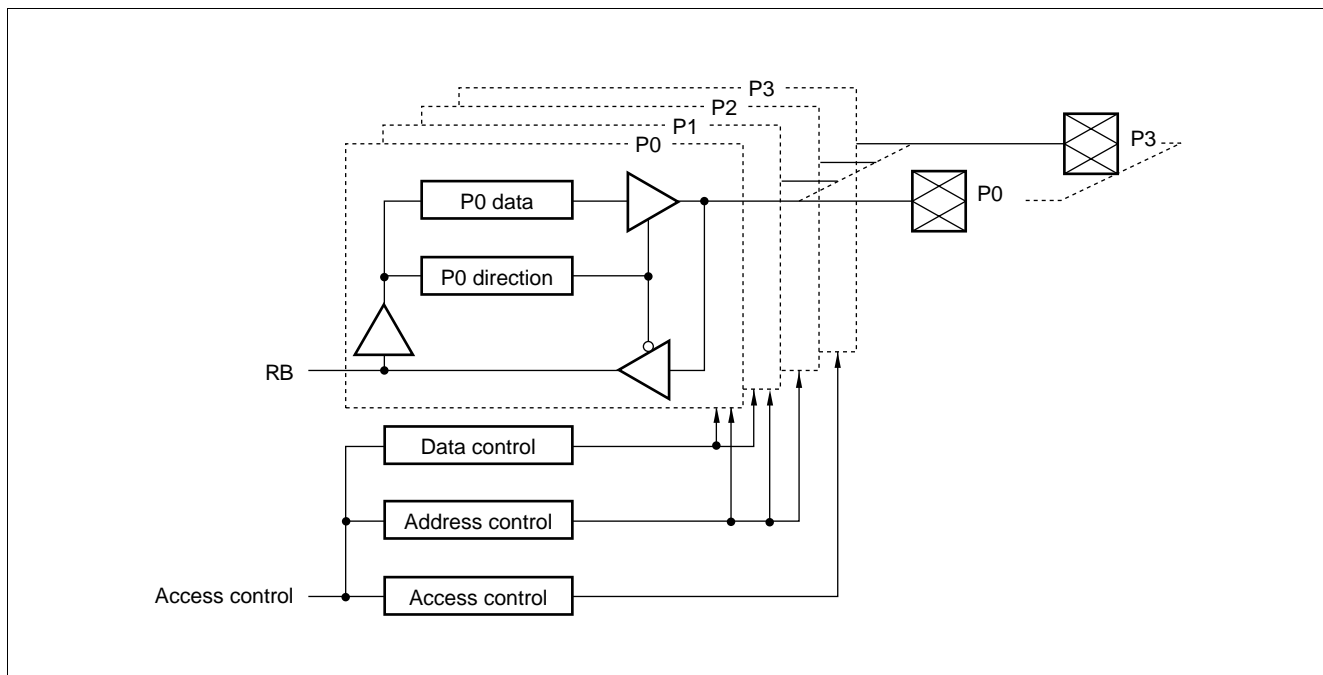 P3
P2
P1
P0
P3
P0 data
P0
P0 direction
RB
Data control
Address control
Access control
Access control